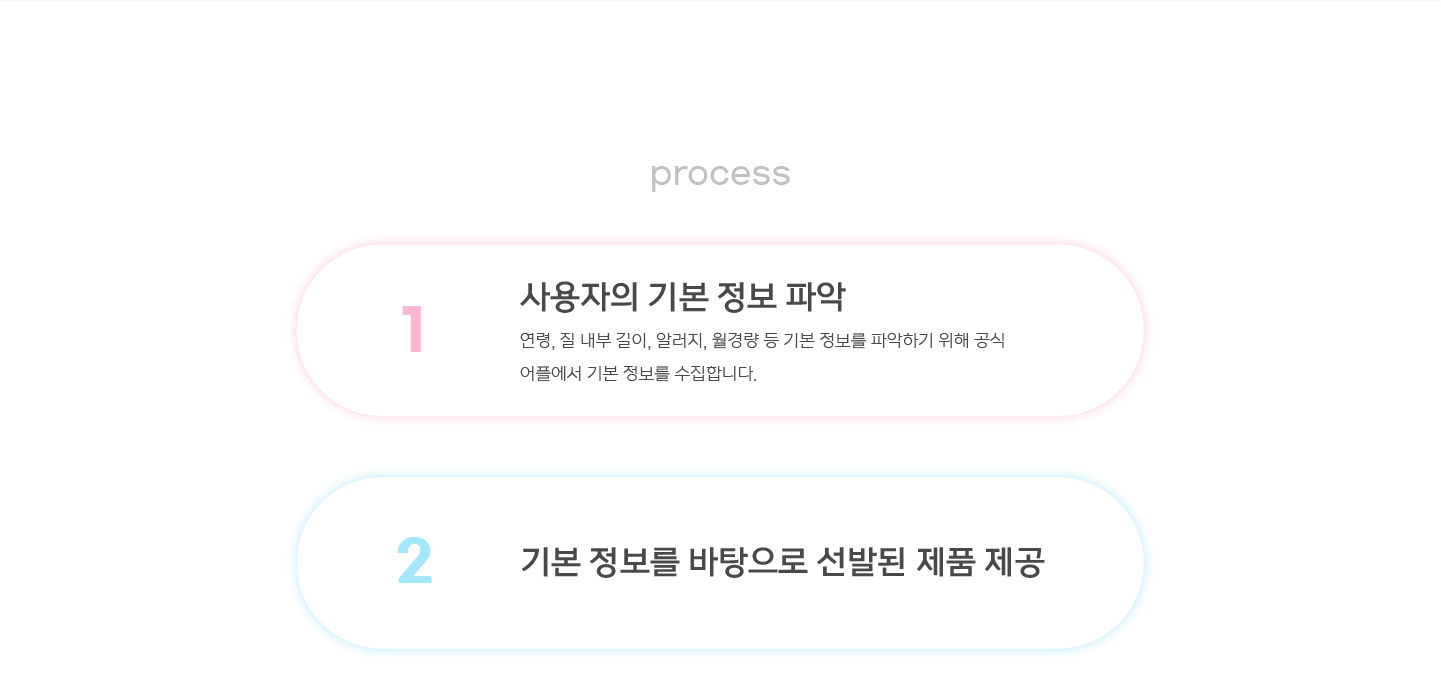 process
1
사용자의 기본 정보 파악
연령, 질 내부 길이, 알러지, 월경량 등 기본 정보를 파악하기 위해 공식
어플에서 기본 정보를 수집합니다.
2
기본 정보를 바탕으로 선발된 제품 제공